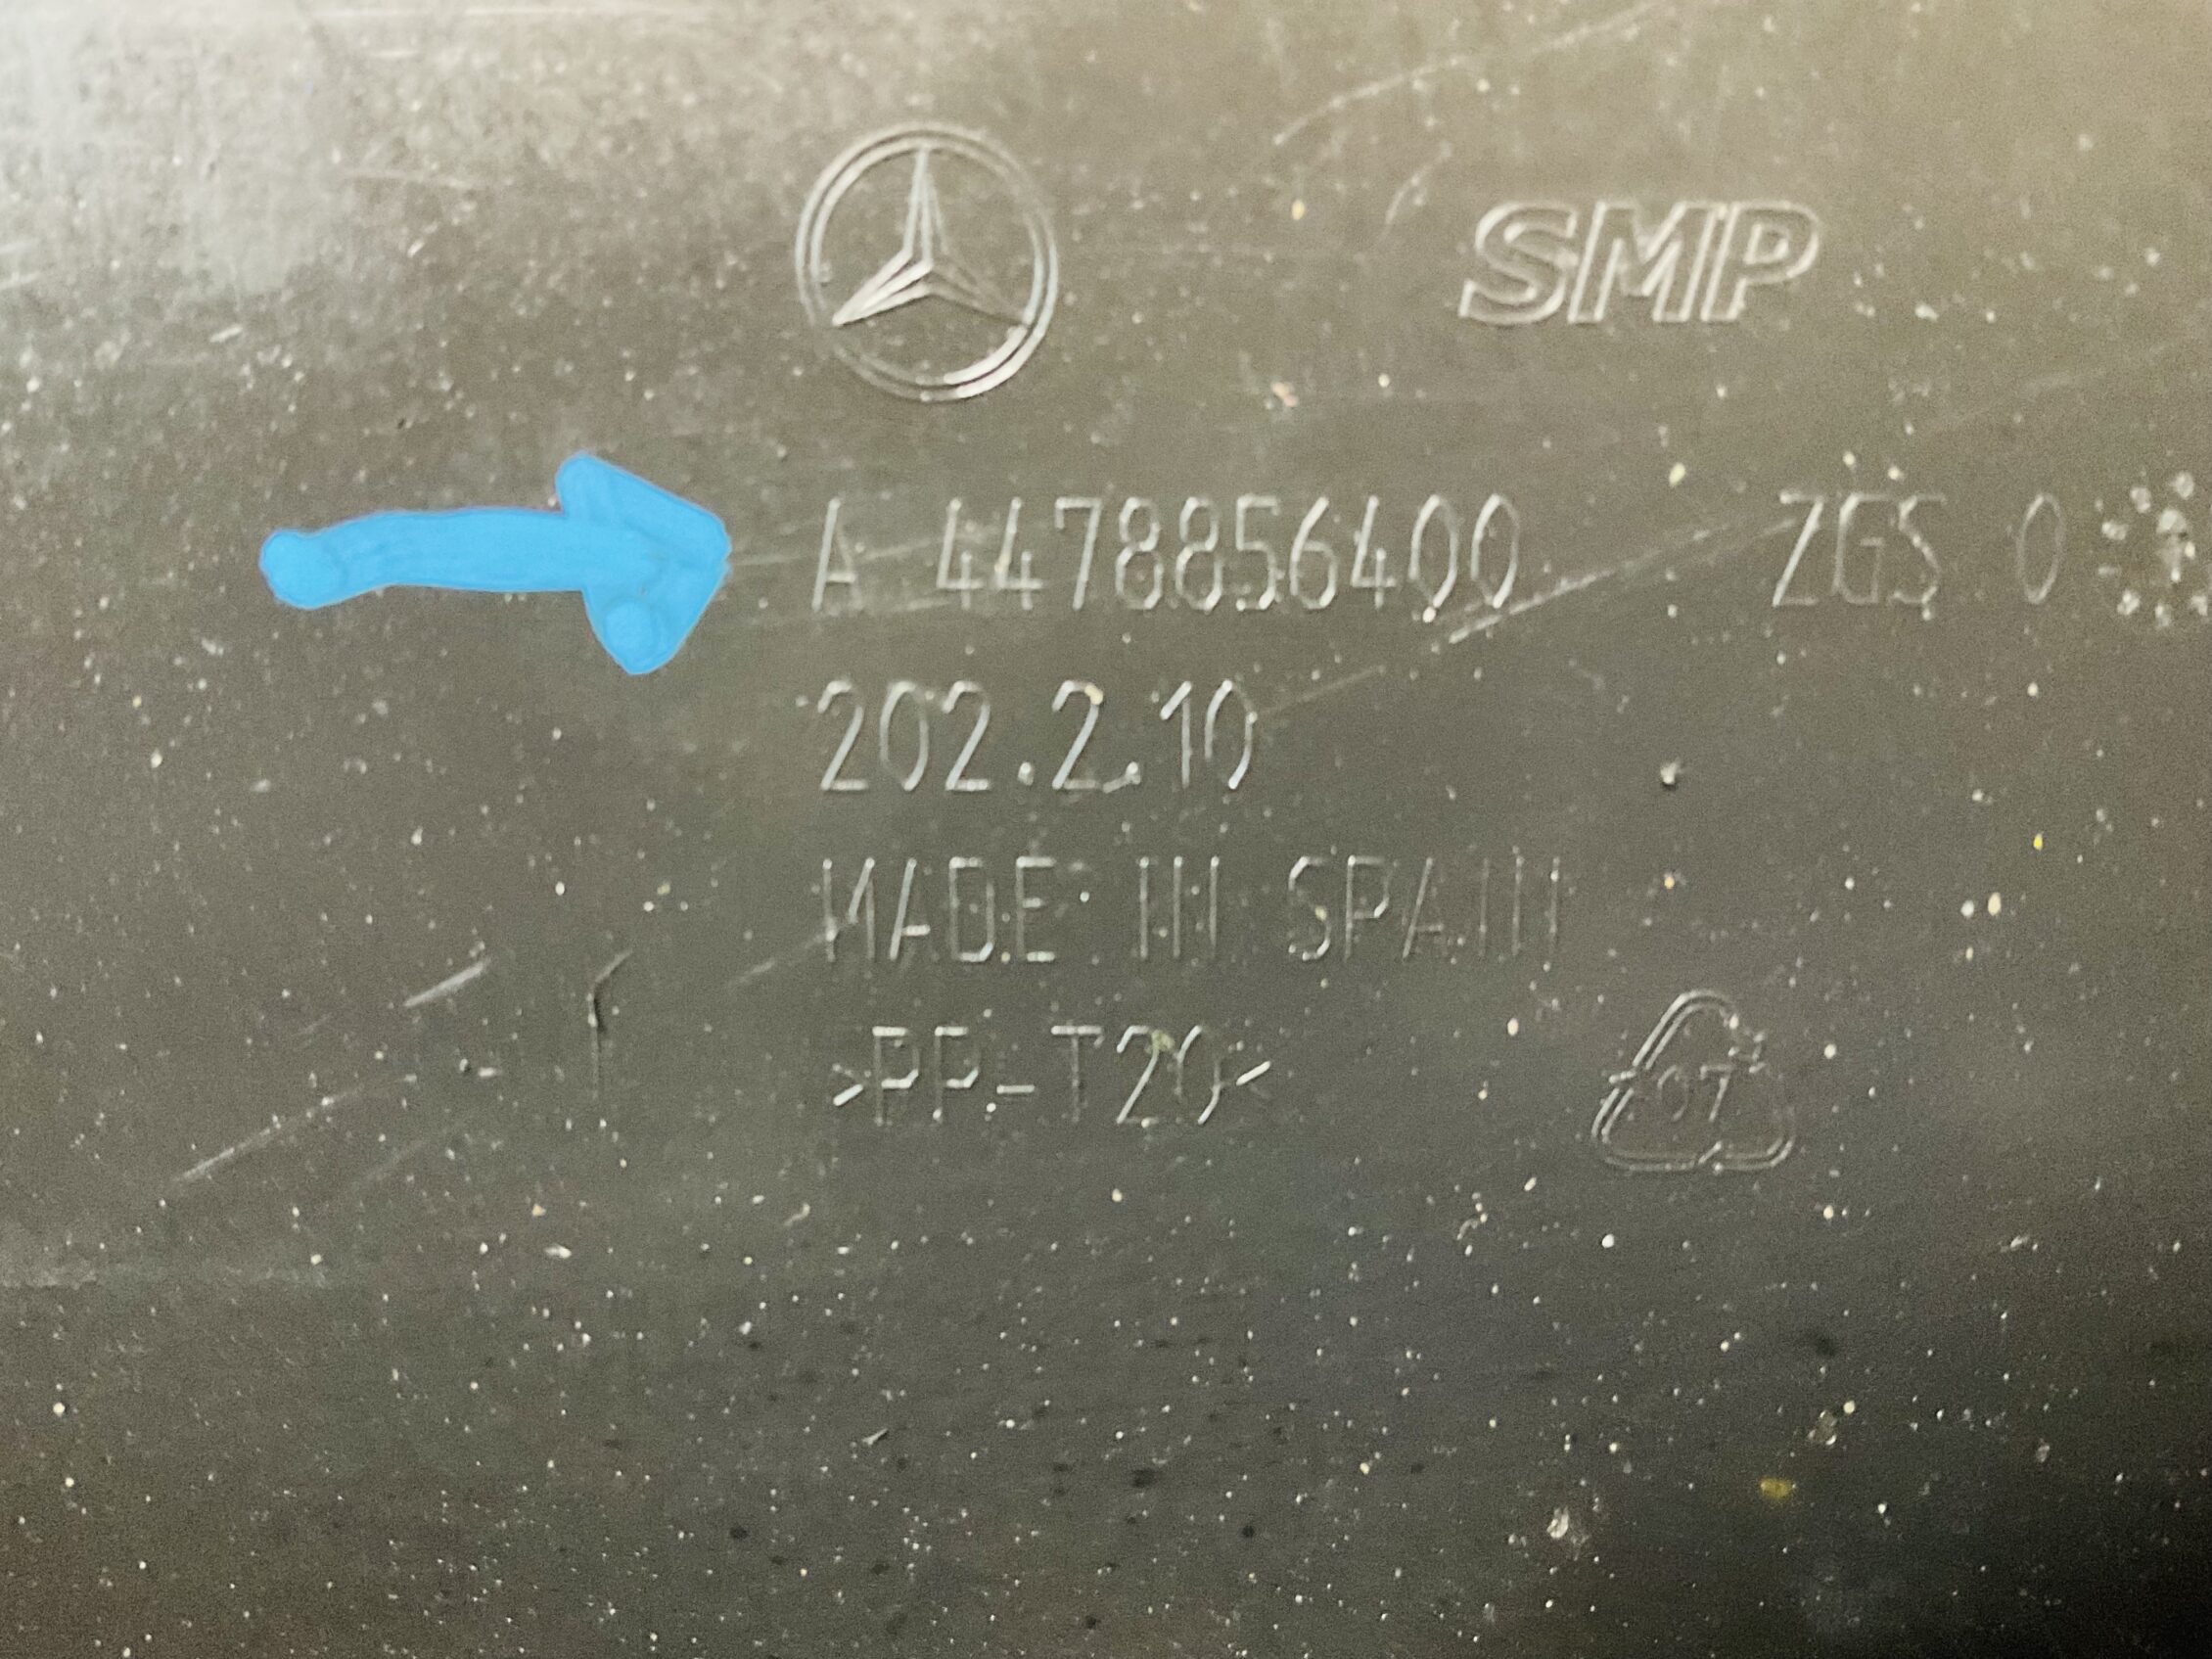 SMP
A 4478856400 ZGS 0
202.2.10
MADE IN SPAIN
>PP-T20<
07